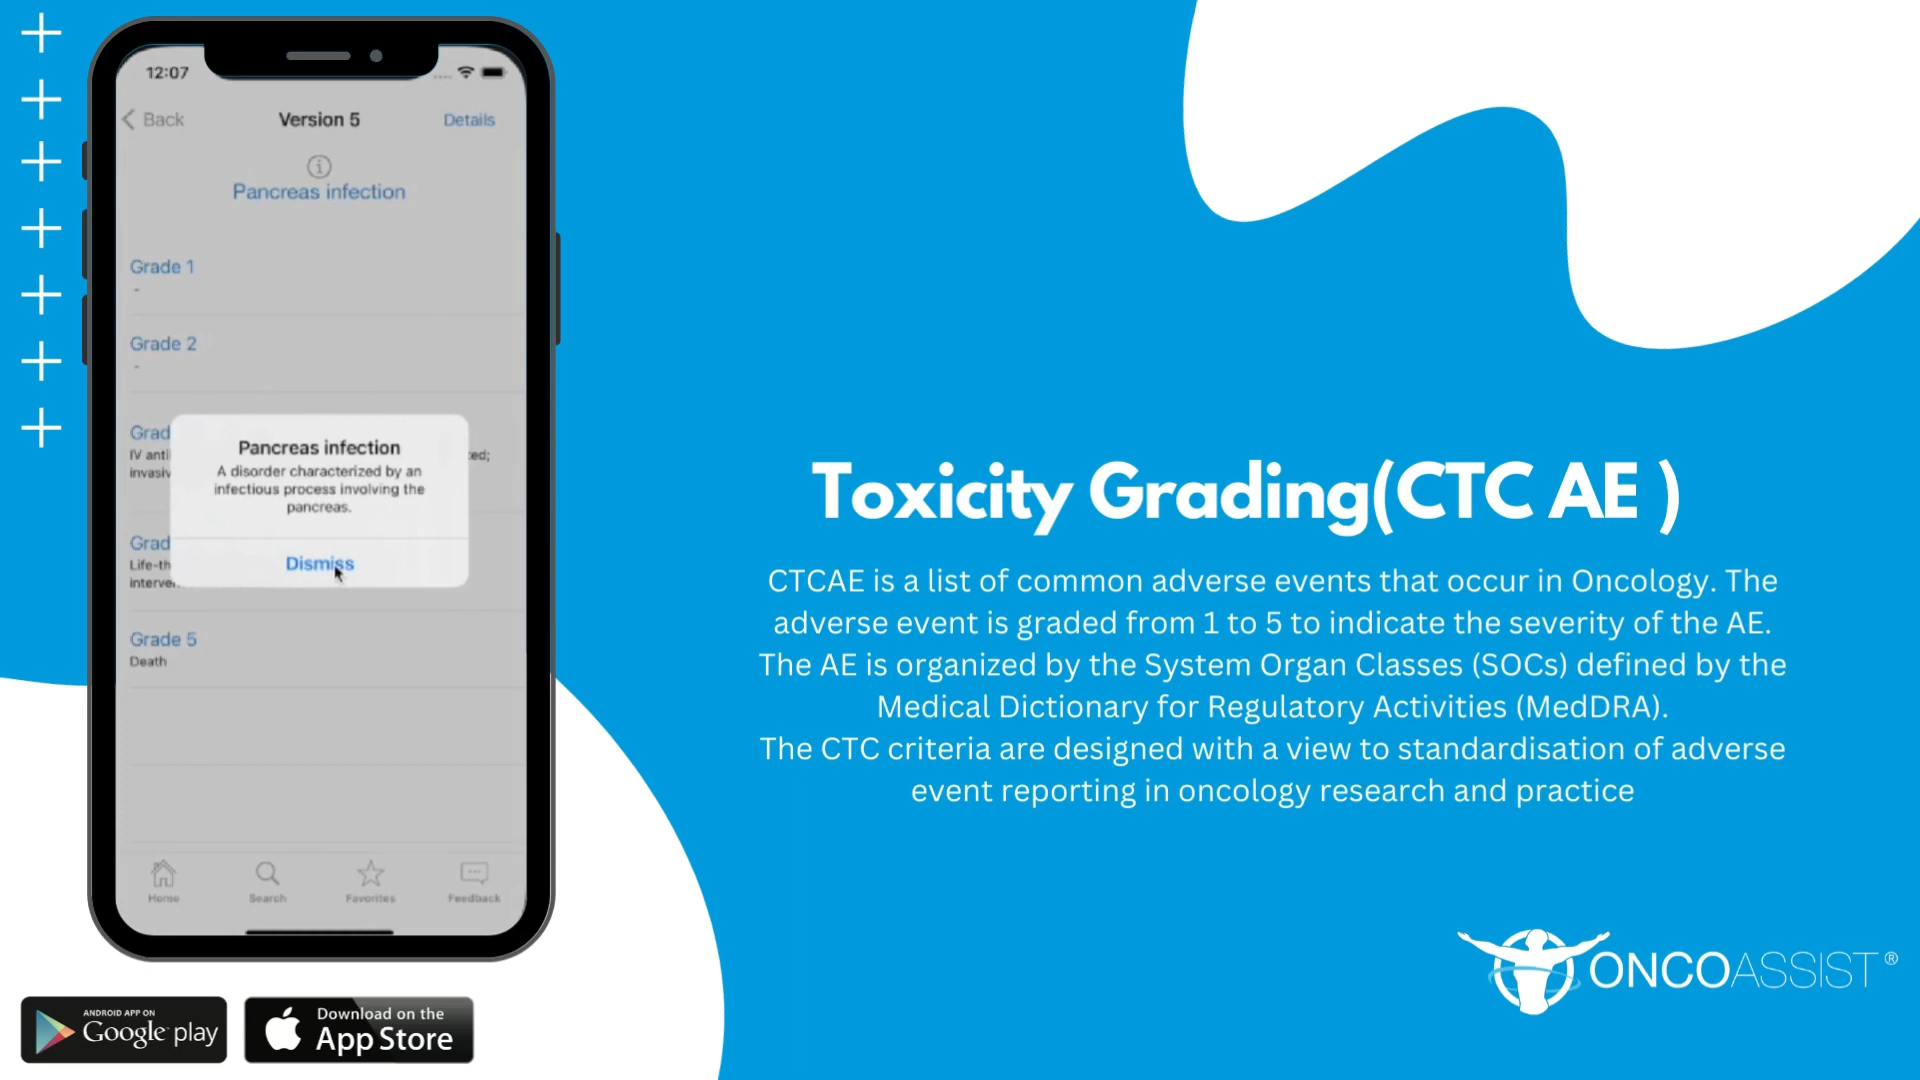 12:07
Back
Version 5
Details
Pancreas infection
Grade 1
-
Grade 2
-
Grad
IV anti
ted;
invasiv
Pancreas infection
A disorder characterized by an
infectious process involving the
pancreas.
Dismiss
Grad
Life-th
interve
Grade 5
Death
Home
Search
Favorites
Feedback
ANDROID APP ON
Google play
Download on the
App Store
Toxicity Grading(CTC AE )
CTCAE is a list of common adverse events that occur in Oncology. The
adverse event is graded from 1 to 5 to indicate the severity of the AE.
The AE is organized by the System Organ Classes (SOCs) defined by the
Medical Dictionary for Regulatory Activities (MedDRA).
The CTC criteria are designed with a view to standardisation of adverse
event reporting in oncology research and practice
ONCOASSIST®